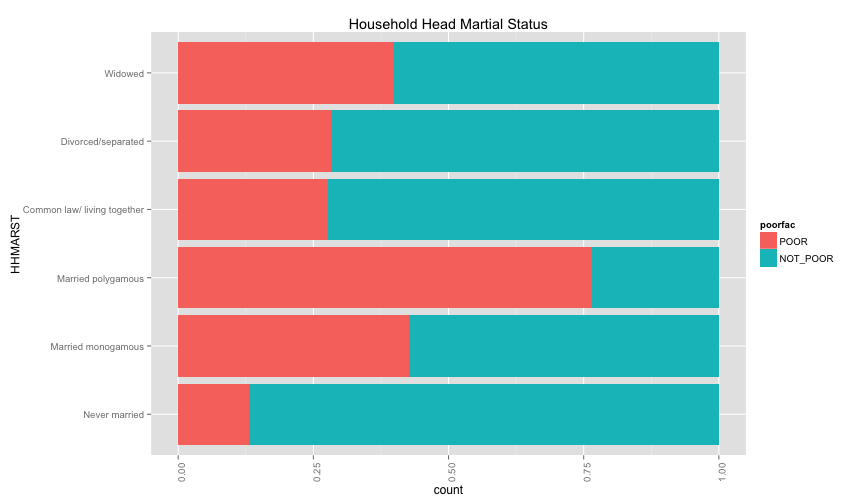 Household Head Martial Status
HHMARST
Widowed
Divorced/separated
Common law/ living together
Married polygamous
Married monogamous
Never married
0.00
0.25
0.50
0.75
1.00
count
poorfac
POOR
NOT_POOR